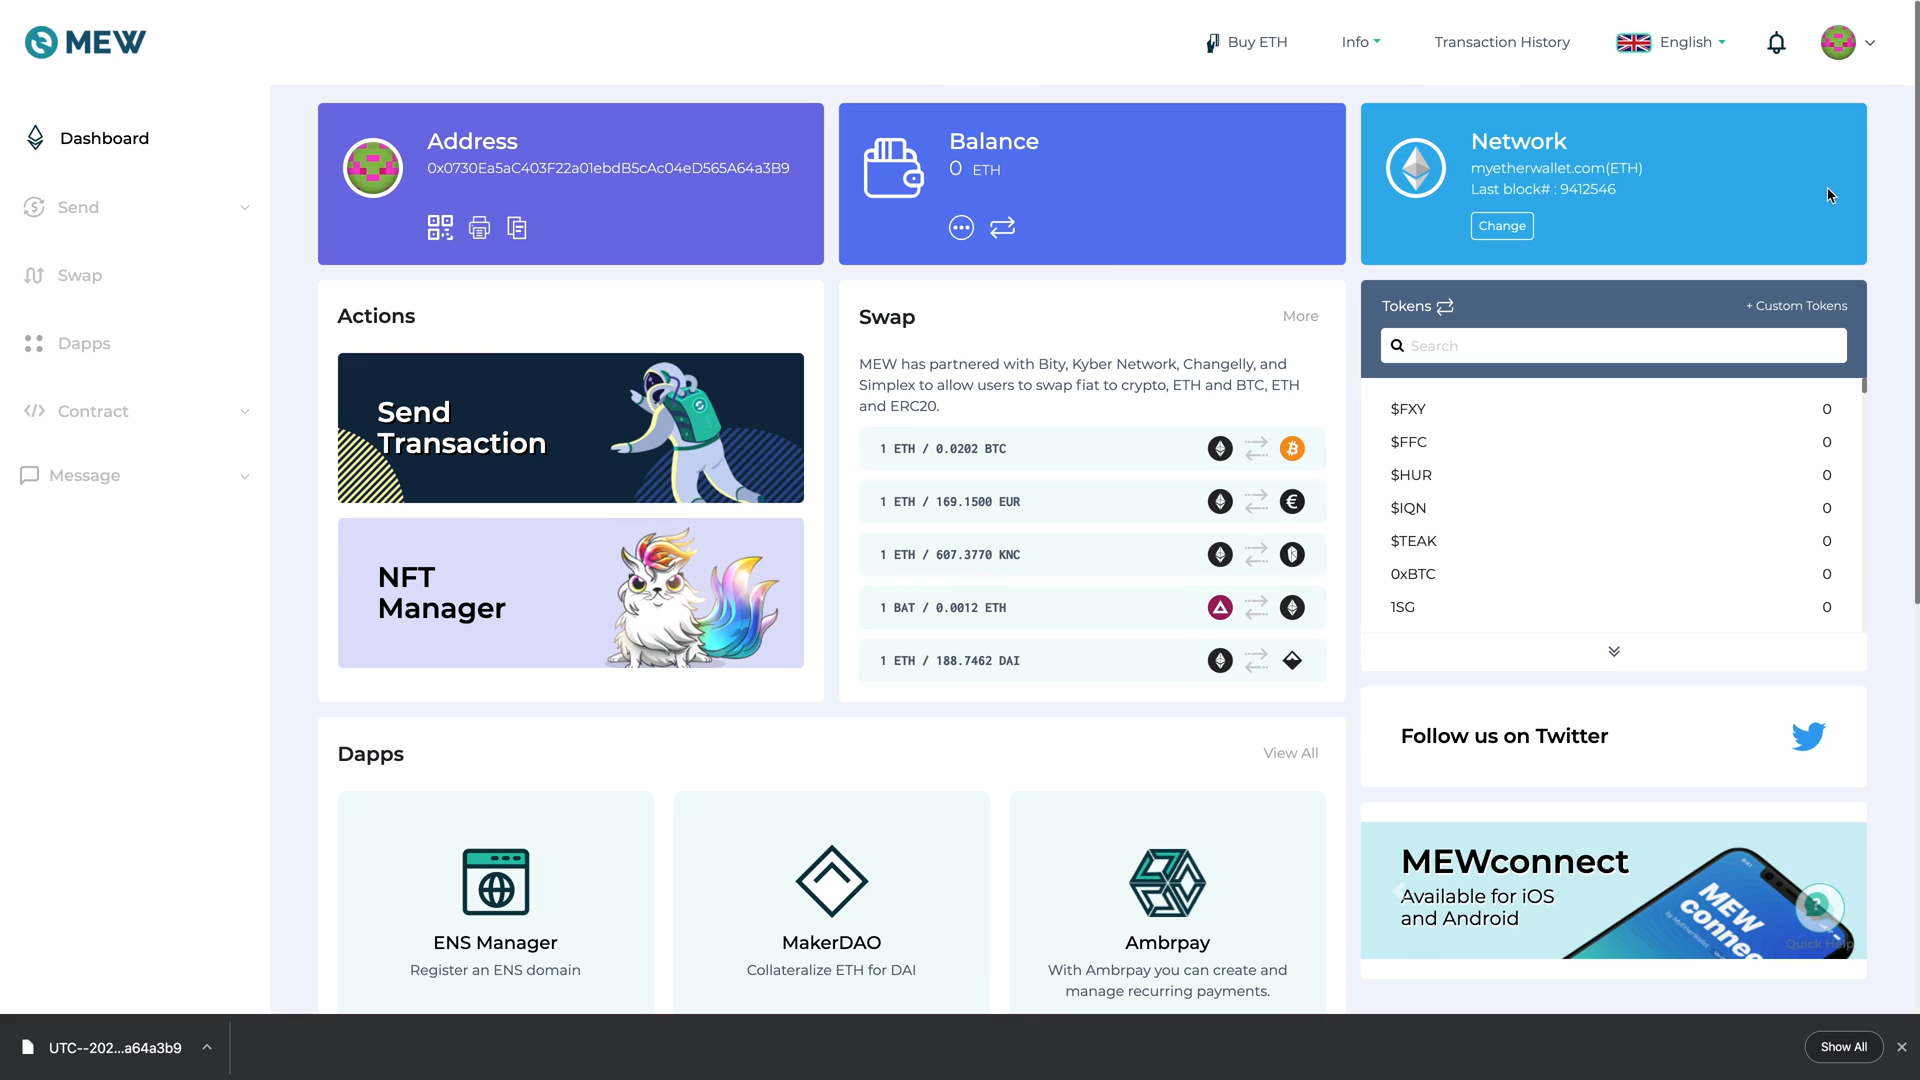 MEW
Buy ETH
Info
Transaction History
English
Dashboard
Send
Swap
Dapps
Contract
Message
Address
0x0730Ea5aC403F22a01ebdB5cAc04eD565A64a3B9
Balance
0 ETH
Network
myetherwallet.com(ETH)
Last block# : 9412546
Change
Actions
Send
Transaction
NFT
Manager
Swap
More
MEW has partnered with Bity, Kyber Network, Changelly, and
Simplex to allow users to swap fiat to crypto, ETH and BTC, ETH
and ERC20.
1 ETH / 0.0202 BTC
1 ETH / 169.1500 EUR
1 ETH / 607.3770 KNC
1 BAT / 0.0012 ETH
1 ETH / 188.7462 DAI
Tokens
+ Custom Tokens
Search
$FXY 0
$FFC 0
$HUR 0
$IQN 0
$TEAK 0
0xBTC 0
1SG 0
Follow us on Twitter
Dapps
View All
ENS Manager
Register an ENS domain
MakerDAO
Collateralize ETH for DAI
Ambrpay
With Ambrpay you can create and
manage recurring payments.
MEWconnect
Available for iOS
and Android
MEW
connec
Quick Help
UTC--202...a64a3b9
Show All